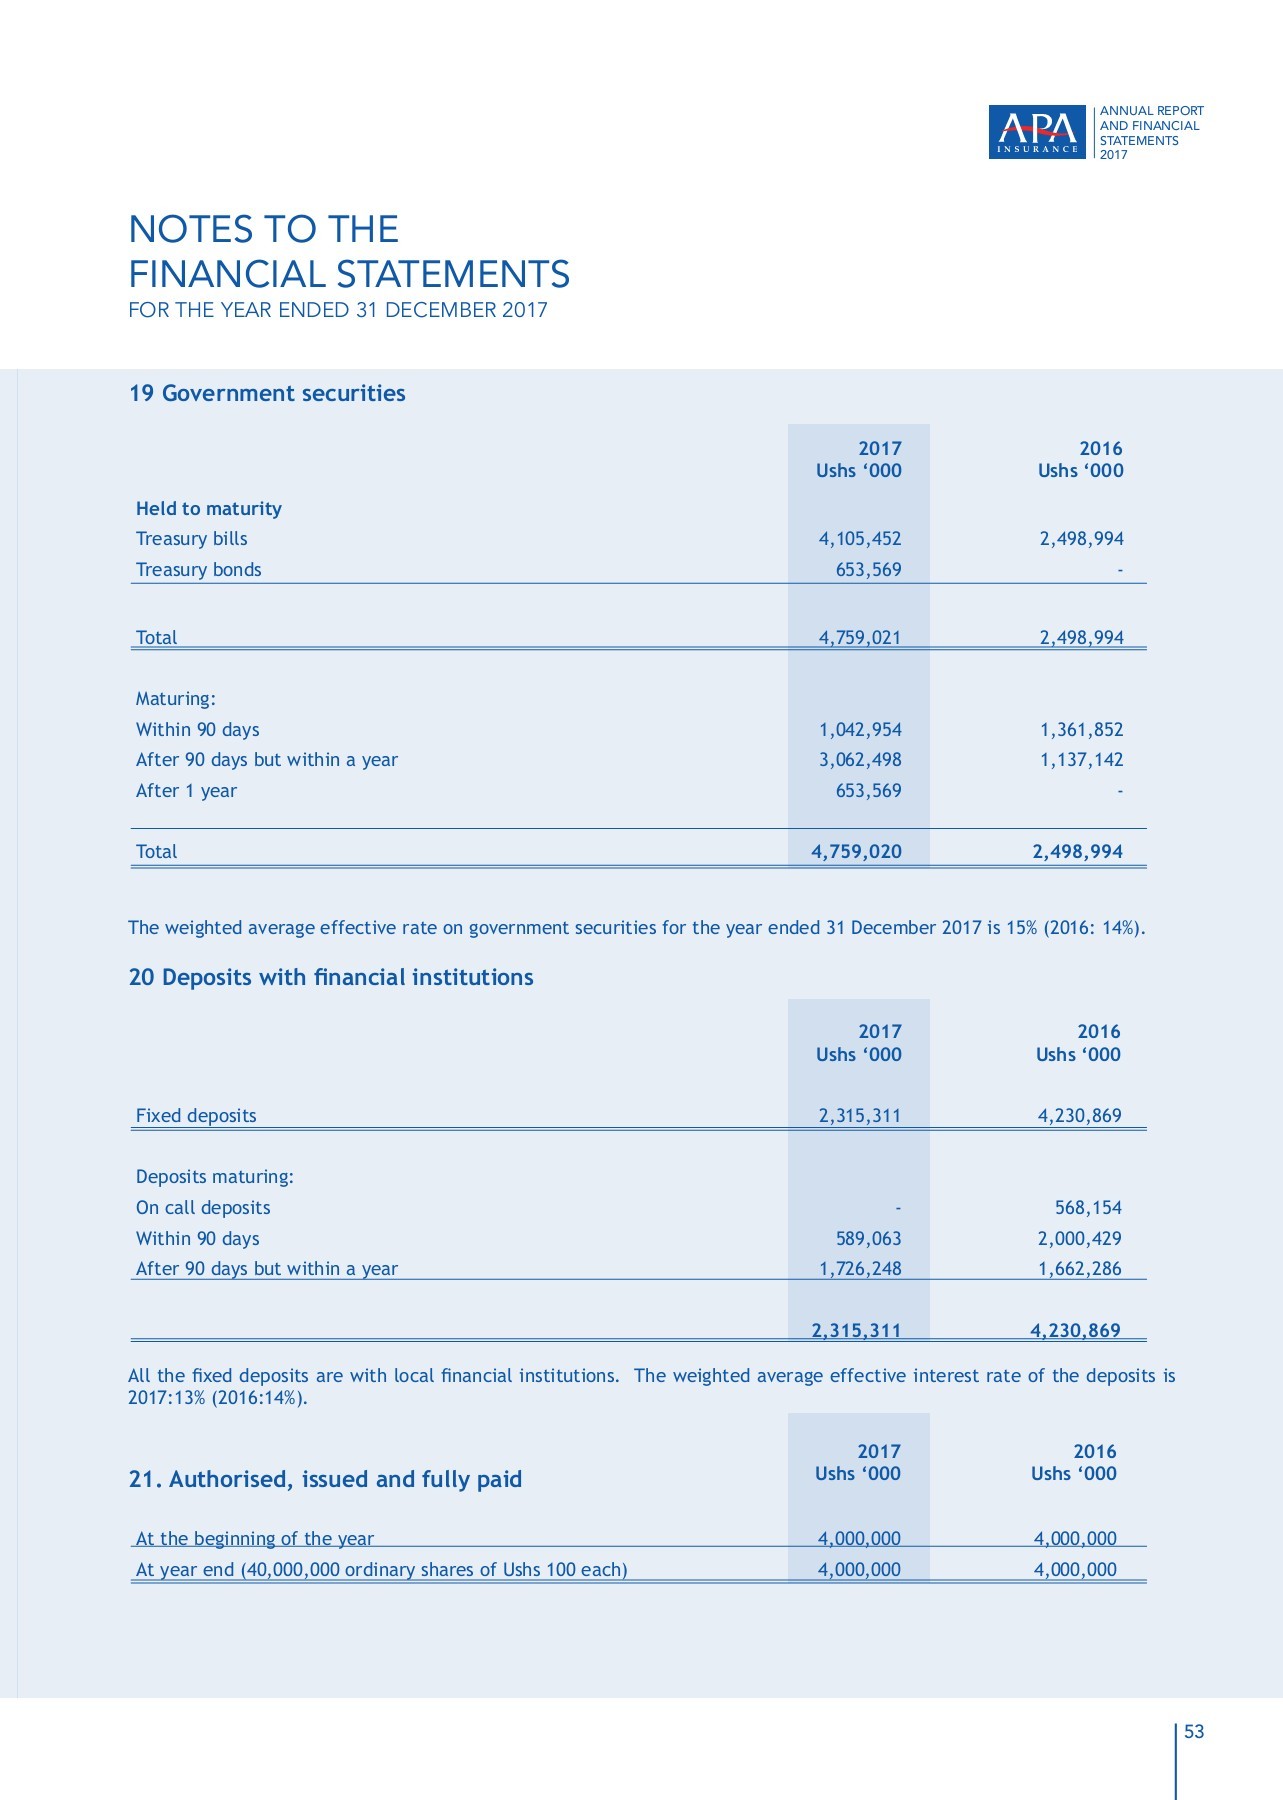 APA
INSURANCE
ANNUAL REPORT
AND FINANCIAL
STATEMENTS
2017
NOTES TO THE
FINANCIAL STATEMENTS
FOR THE YEAR ENDED 31 DECEMBER 2017
19 Government securities
2017 2016
Ushs ‘000 Ushs ‘000
Held to maturity
Treasury bills 4,105,452 2,498,994
Treasury bonds 653,569 -
Total 4,759,021 2,498,994
Maturing:
Within 90 days 1,042,954 1,361,852
After 90 days but within a year 3,062,498 1,137,142
After 1 year 653,569 -
Total 4,759,020 2,498,994
The weighted average effective rate on government securities for the year ended 31 December 2017 is 15% (2016: 14%).
20 Deposits with financial institutions
2017 2016
Ushs ‘000 Ushs ‘000
Fixed deposits 2,315,311 4,230,869
Deposits maturing:
On call deposits - 568,154
Within 90 days 589,063 2,000,429
After 90 days but within a year 1,726,248 1,662,286
2,315,311 4,230,869
All the fixed deposits are with local financial institutions. The weighted average effective interest rate of the deposits is
2017:13% (2016:14%).
2017 2016
Ushs ‘000 Ushs ‘000
21. Authorised, issued and fully paid
At the beginning of the year 4,000,000 4,000,000
At year end (40,000,000 ordinary shares of Ushs 100 each) 4,000,000 4,000,000
53